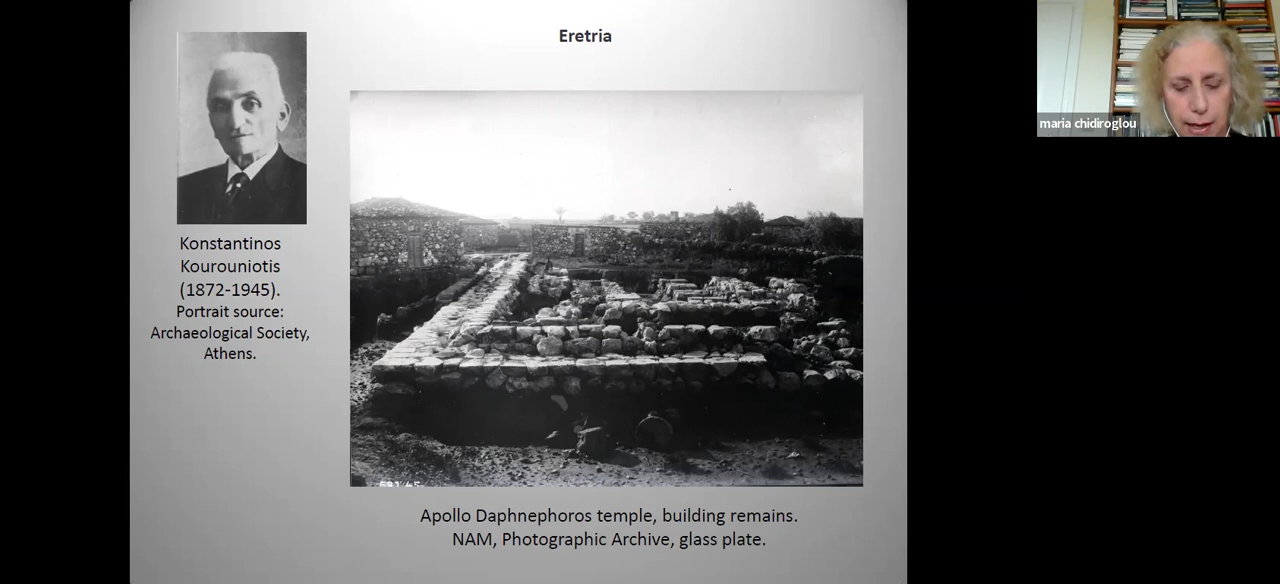 Eretria
maria chidiroglou
Konstantinos
Kourouniotis
(1872-1945).
Portrait source:
Archaeological Society,
Athens.
Apollo Daphnephoros temple, building remains.
NAM, Photographic Archive, glass plate.